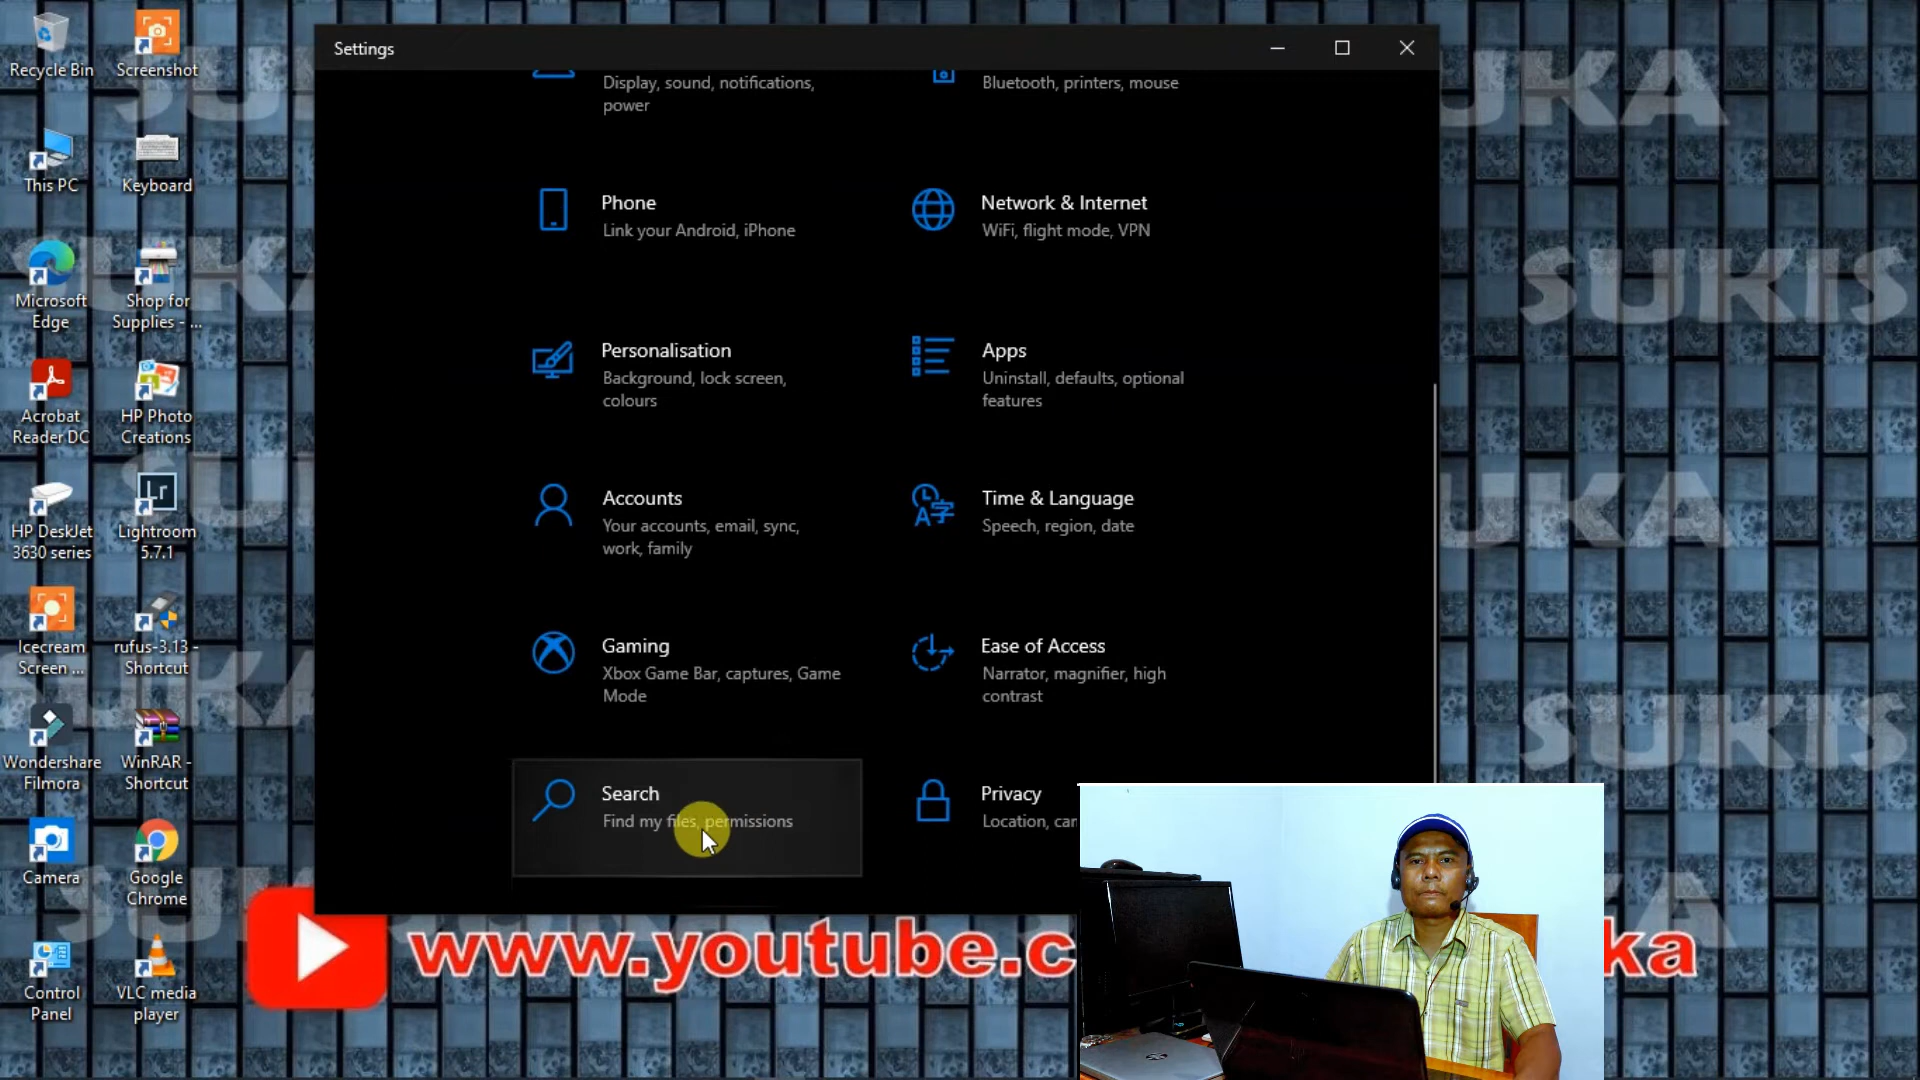 Recycle Bin
Screenshot
This PC
Keyboard
Microsoft
Edge
Shop for
Supplies - ...
Acrobat
Reader DC
HP Photo
Creations
HP DeskJet
3630 series
Lightroom
5.7.1
Icecream
Screen ...
rufus-3.13 -
Shortcut
Wondershare
Filmora
WinRAR -
Shortcut
Camera
Google
Chrome
Control
Panel
VLC media
player
Settings
Display, sound, notifications,
power
Bluetooth, printers, mouse
Phone
Link your Android, iPhone
Network & Internet
WiFi, flight mode, VPN
Personalisation
Background, lock screen,
colours
Apps
Uninstall, defaults, optional
features
Accounts
Your accounts, email, sync,
work, family
Time & Language
Speech, region, date
Gaming
Xbox Game Bar, captures, Game
Mode
Ease of Access
Narrator, magnifier, high
contrast
Search
Find my files, permissions
Privacy
Location, car
UKA
SUKIS
UKA
SUKIS
www.youtube.c
ka